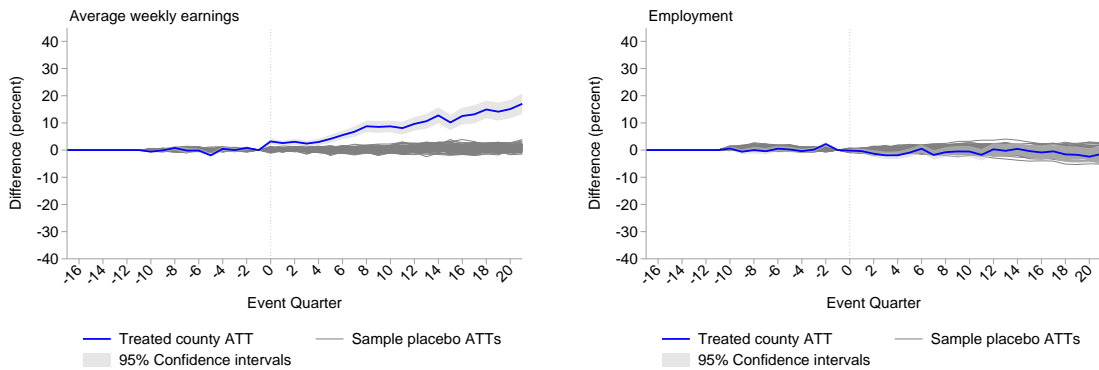 Average weekly earnings
40
30
20
10
0
-10
-20
-30
-40
Difference (percent)
-16 -14 -12 -10 -8 -6 -4 -2 0 2 4 6 8 10 12 14 16 18 20
Event Quarter
Treated county ATT
Sample placebo ATTs
95% Confidence intervals
Employment
40
30
20
10
0
-10
-20
-30
-40
Difference (percent)
-16 -14 -12 -10 -8 -6 -4 -2 0 2 4 6 8 10 12 14 16 18 20
Event Quarter
Treated county ATT
Sample placebo ATTs
95% Confidence intervals